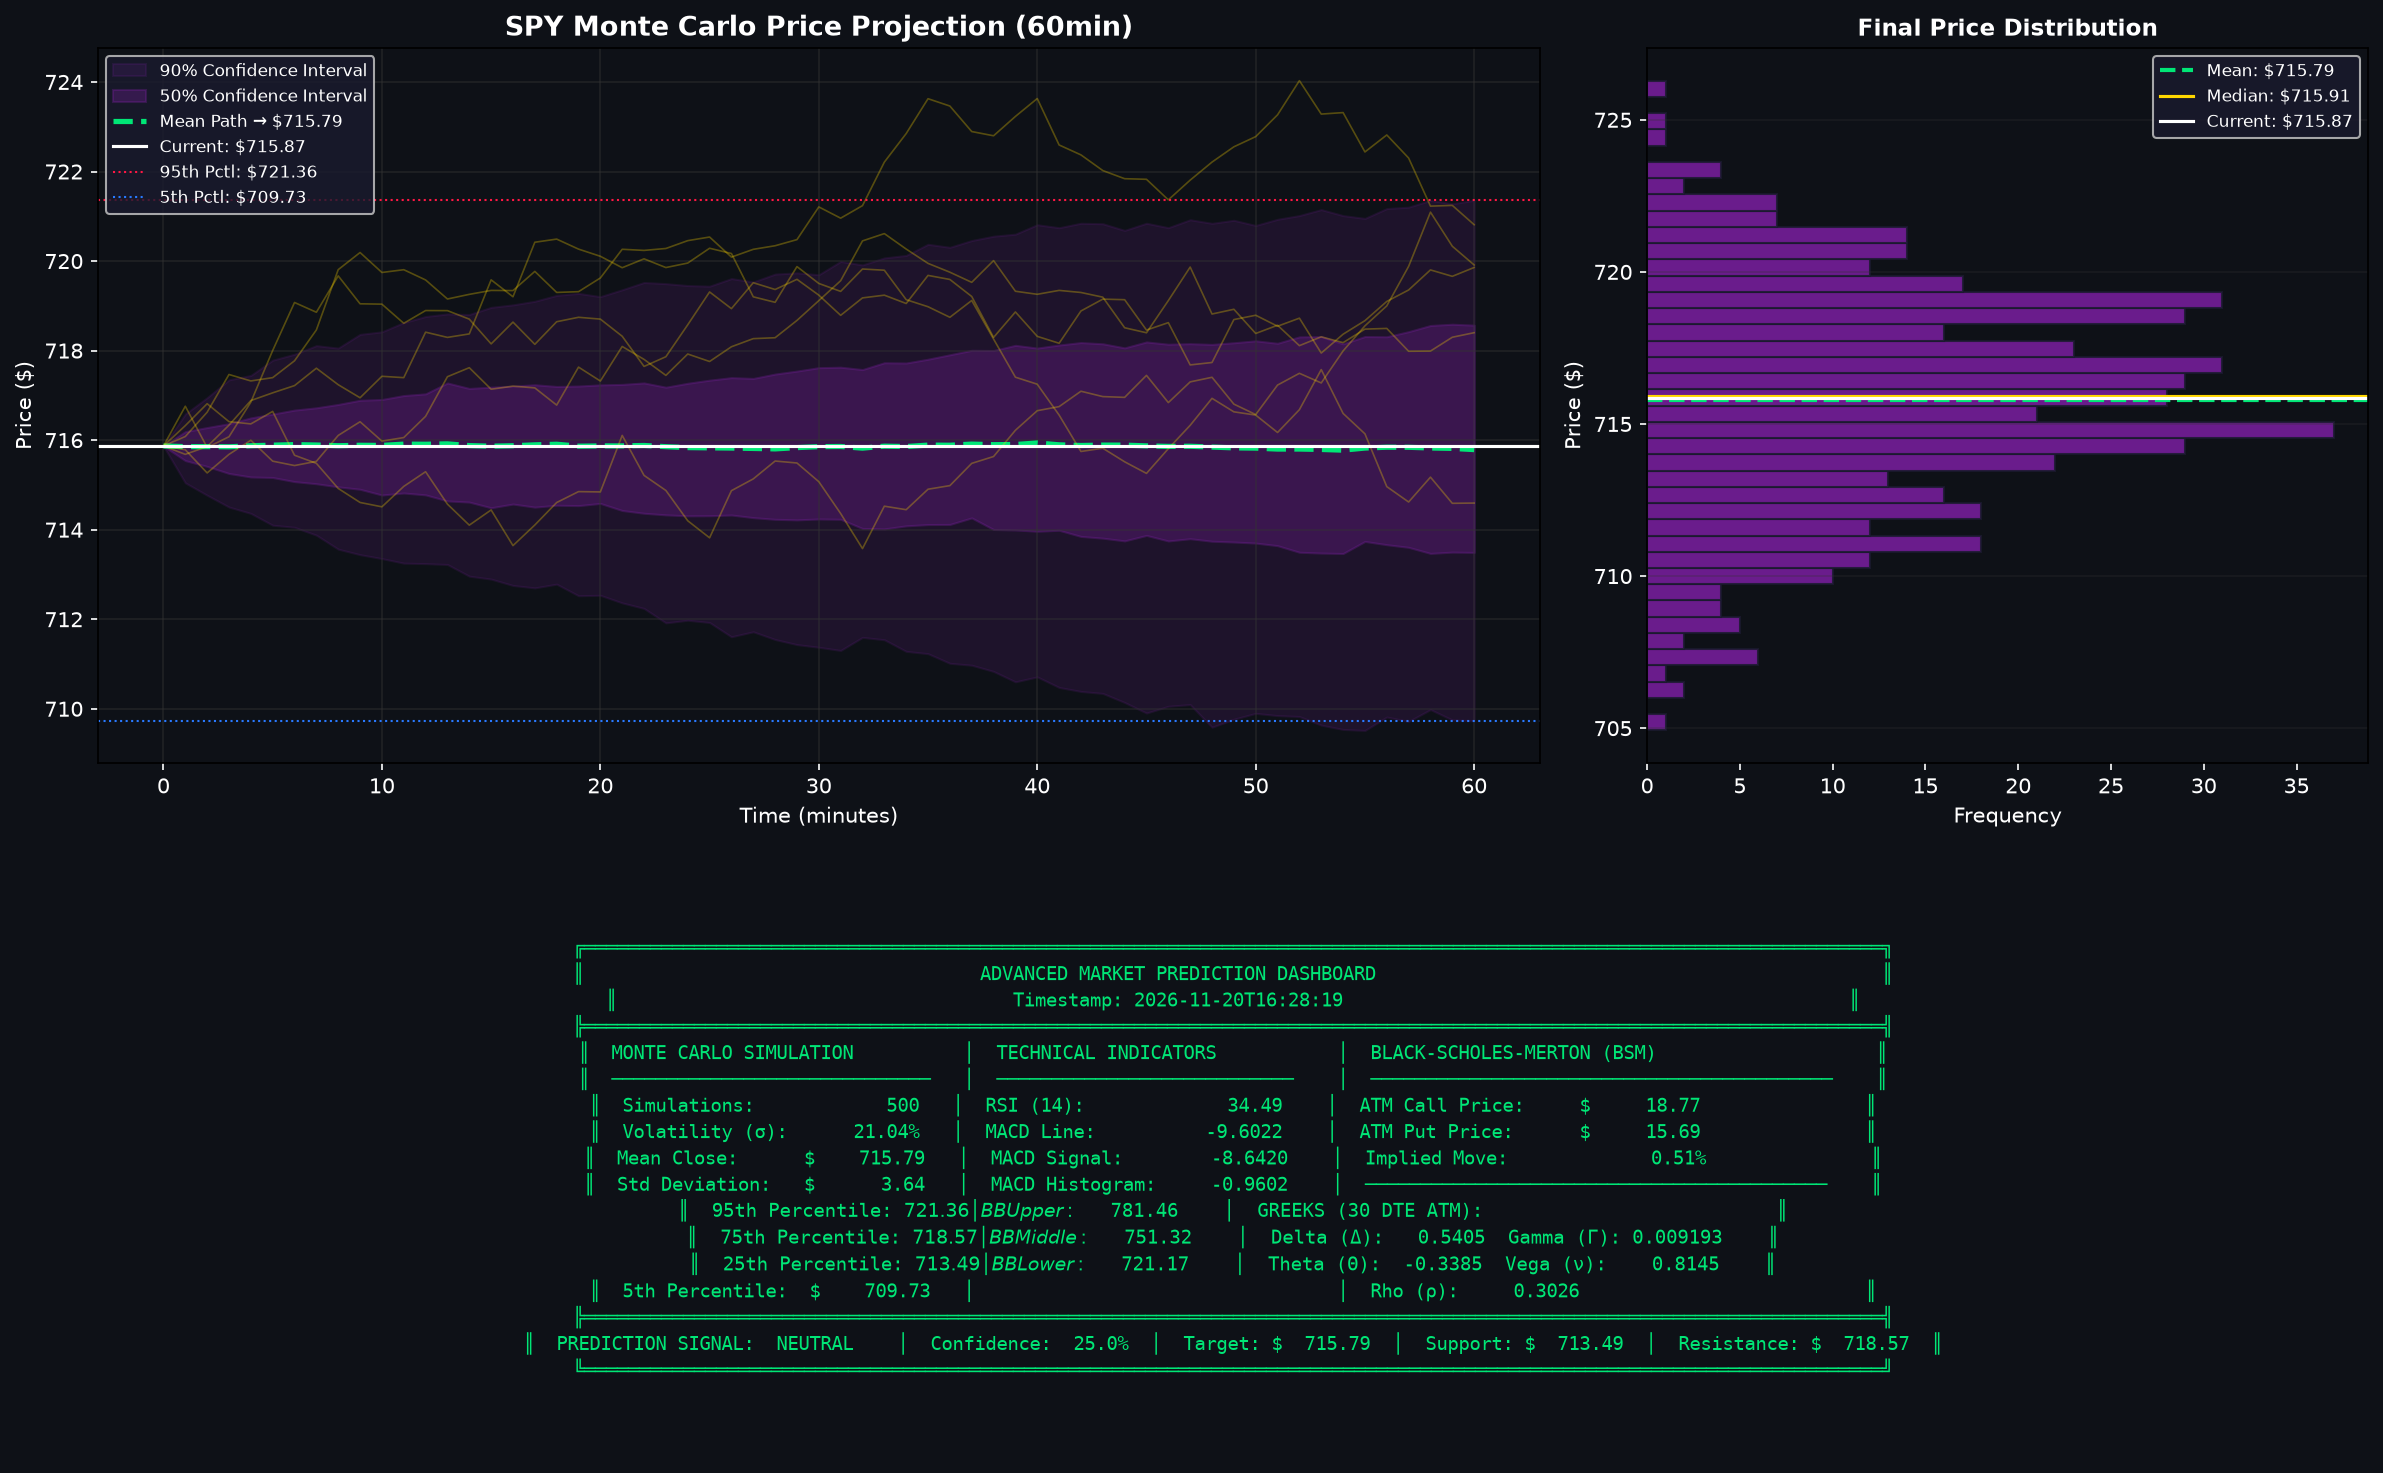 SPY Monte Carlo Price Projection (60min)
90% Confidence Interval
50% Confidence Interval
Mean Path → $715.79
Current: $715.87
95th Pctl: $721.36
5th Pctl: $709.73
Price ($)
724
722
720
718
716
714
712
710
0 10 20 30 40 50 60
Time (minutes)
Final Price Distribution
Mean: $715.79
Median: $715.91
Current: $715.87
Price ($)
725
720
715
710
705
0 5 10 15 20 25 30 35
Frequency
ADVANCED MARKET PREDICTION DASHBOARD
Timestamp: 2026-11-20T16:28:19
MONTE CARLO SIMULATION │ TECHNICAL INDICATORS │ BLACK-SCHOLES-MERTON (BSM)
Simulations: 500 │ RSI (14): 34.49 │ ATM Call Price: $ 18.77
Volatility (σ): 21.04% │ MACD Line: -9.6022 │ ATM Put Price: $ 15.69
Mean Close: $ 715.79 │ MACD Signal: -8.6420 │ Implied Move: 0.51%
Std Deviation: $ 3.64 │ MACD Histogram: -0.9602 │
95th Percentile: 721.36│BBUpper: 781.46 │ GREEKS (30 DTE ATM):
75th Percentile: 718.57│BBMiddle: 751.32 │ Delta (Δ): 0.5405 Gamma (Γ): 0.009193
25th Percentile: 713.49│BBLower: 721.17 │ Theta (Θ): -0.3385 Vega (ν): 0.8145
5th Percentile: $ 709.73 │ │ Rho (ρ): 0.3026
PREDICTION SIGNAL: NEUTRAL │ Confidence: 25.0% │ Target: $ 715.79 │ Support: $ 713.49 │ Resistance: $ 718.57